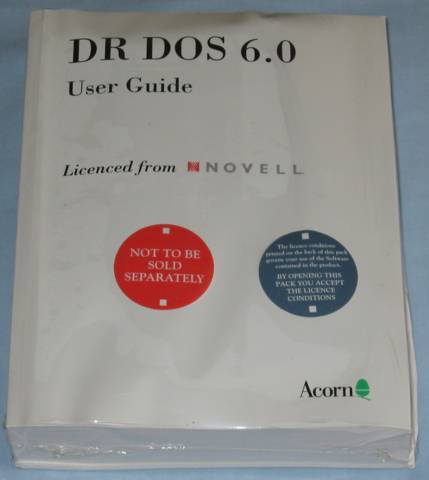 DR DOS 6.0
User Guide
Licenced from NOVELL
NOT TO BE
SOLD
SEPARATELY
The licence conditions
printed on the back of this pack
govern your use of the Software
contained in the product.
BY OPENING THIS
PACK YOU ACCEPT
THE LICENCE
CONDITIONS
Acorn